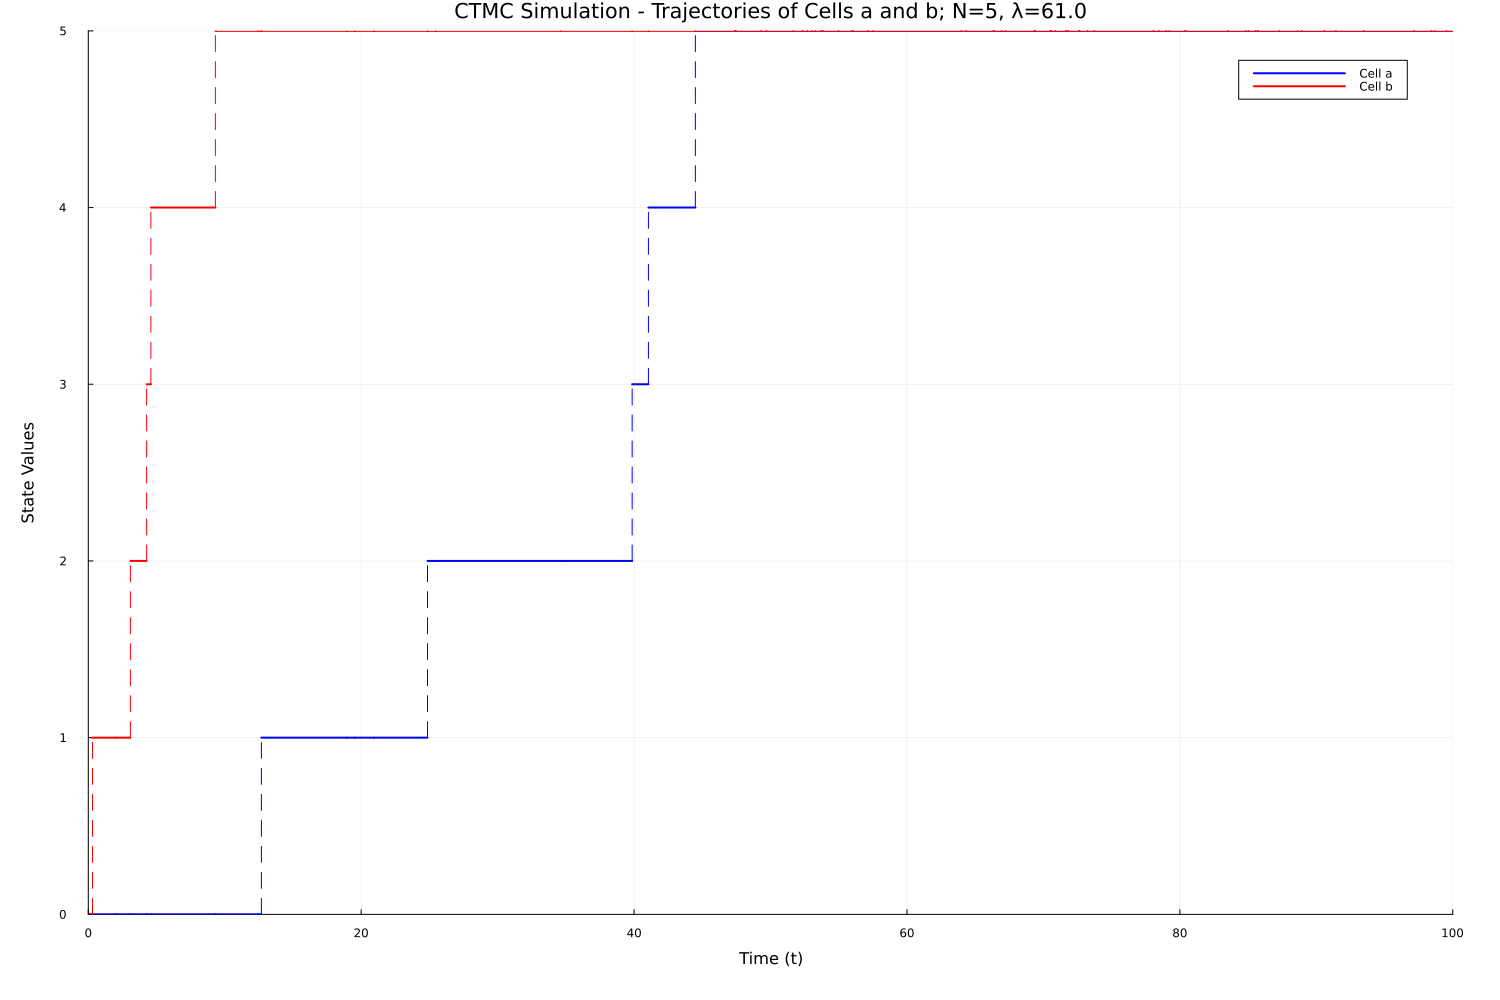 CTMC Simulation - Trajectories of Cells a and b; N=5, λ=61.0
5
Cell a
Cell b
4
3
State Values
2
1
0
0 20 40 60 80 100
Time (t)